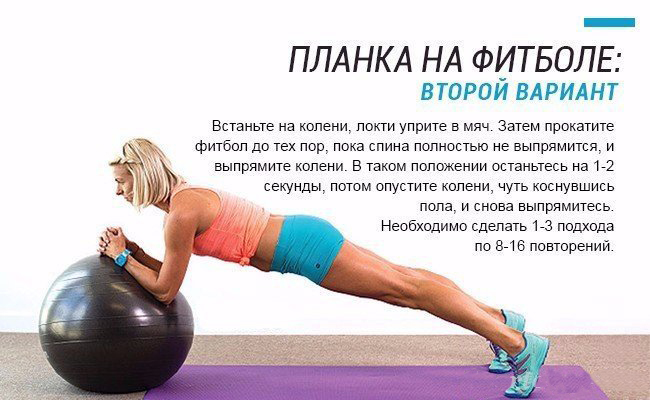 ПЛАНКА НА ФИТБОЛЕ:
ВТОРОЙ ВАРИАНТ
Встаньте на колени, локти уприте в мяч. Затем прокатите
фитбол до тех пор, пока спина полностью не выпрямится, и
выпрямите колени. В таком положении останьтесь на 1-2
секунды, потом опустите колени, чуть коснувшись
пола, и снова выпрямитесь.
Необходимо сделать 1-3 подхода
по 8-16 повторений.